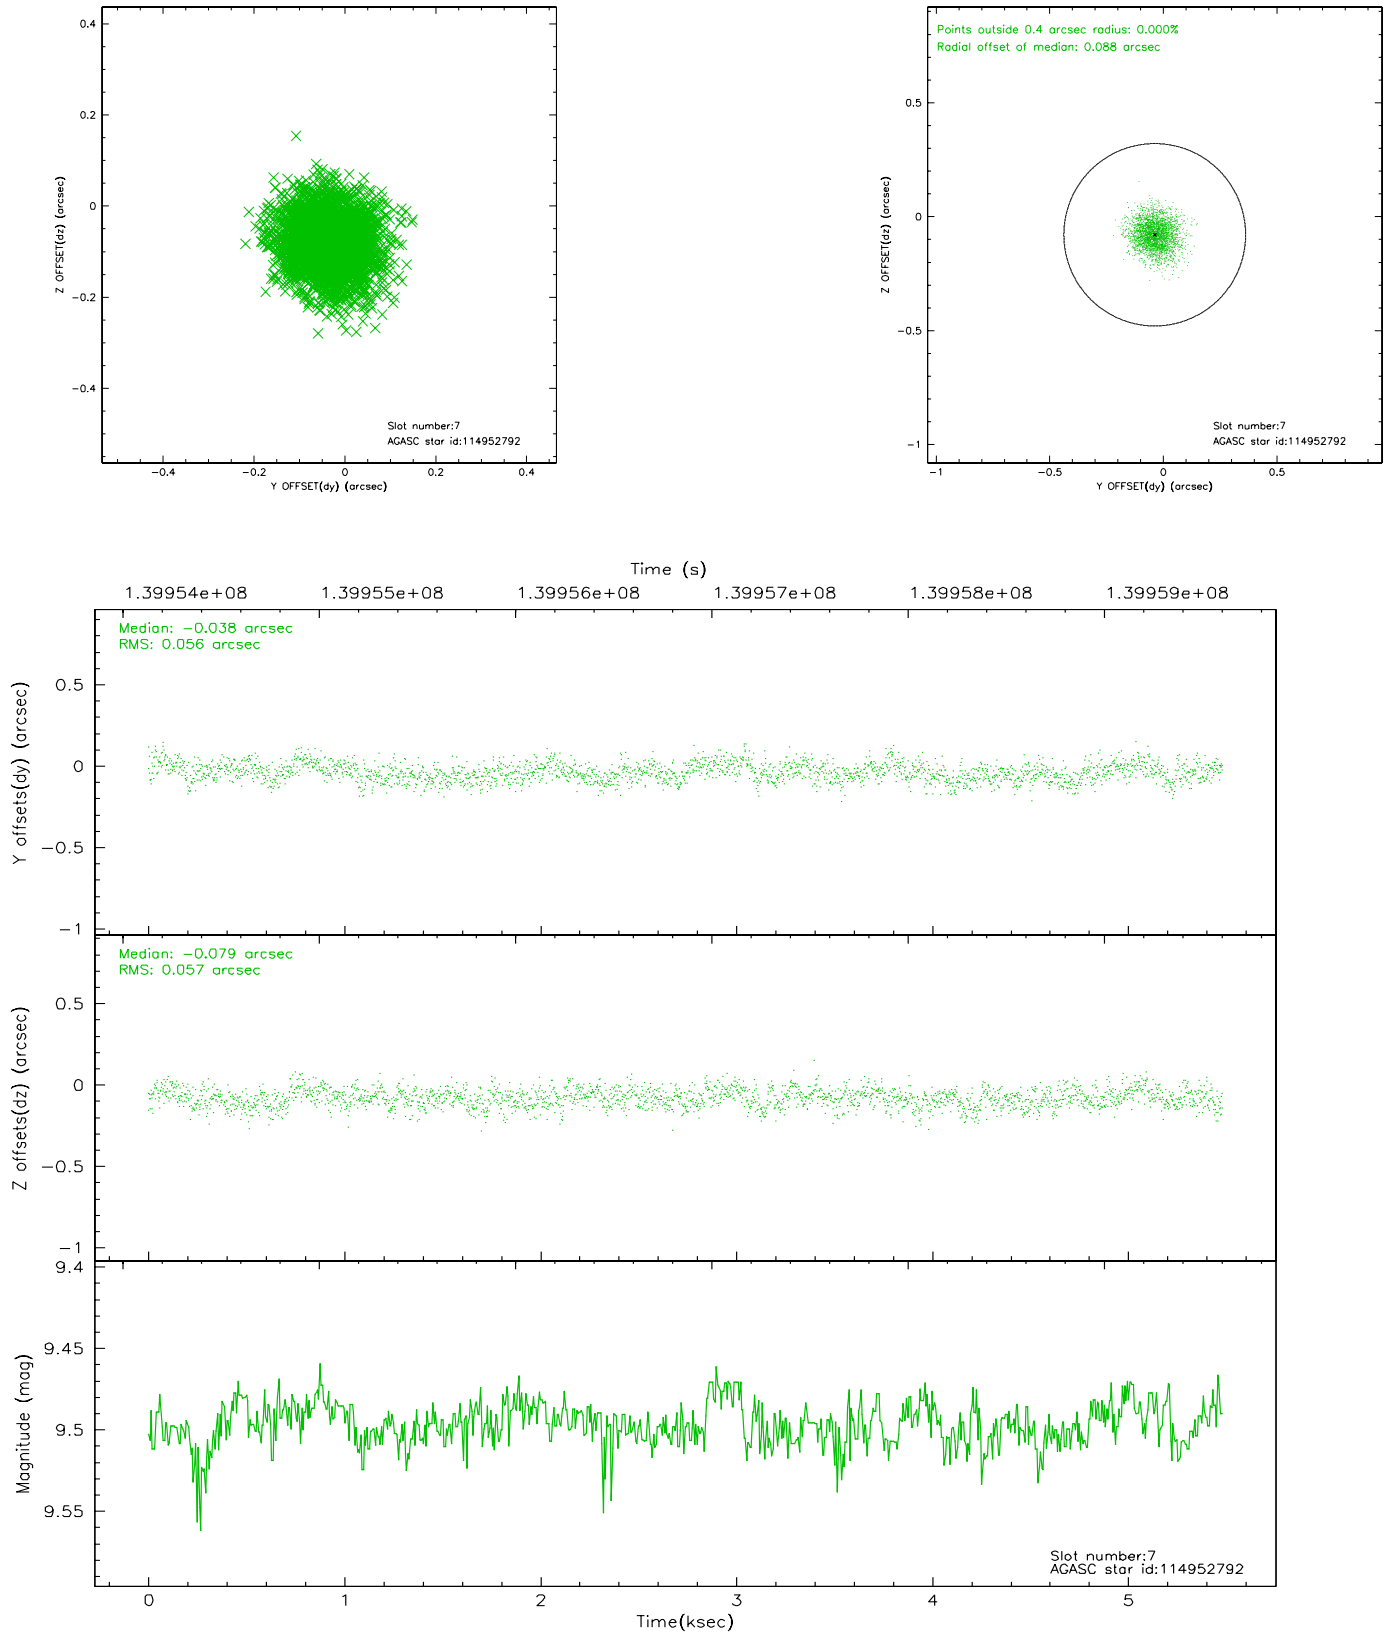 0.4
0.2
0
−0.2
−0.4
Z OFFSET(dz) (arcsec)
Slot number:7
AGASC star id:114952792
−0.4 −0.2 0 0.2 0.4
Y OFFSET(dy) (arcsec)
Points outside 0.4 arcsec radius: 0.000%
Radial offset of median: 0.088 arcsec
0.5
0
−0.5
−1
Z OFFSET(dz) (arcsec)
Slot number:7
AGASC star id:114952792
−1 −0.5 0 0.5
Y OFFSET(dy) (arcsec)
Time (s)
1.39954e+08 1.39955e+08 1.39956e+08 1.39957e+08 1.39958e+08 1.39959e+08
Median: −0.038 arcsec
RMS: 0.056 arcsec
0.5
0
−0.5
−1
Y offsets(dy) (arcsec)
Median: −0.079 arcsec
RMS: 0.057 arcsec
0.5
0
−0.5
−1
Z offsets(dz) (arcsec)
9.4
9.45
9.5
9.55
Magnitude (mag)
Slot number:7
AGASC star id:114952792
0 1 2 3 4 5
Time(ksec)